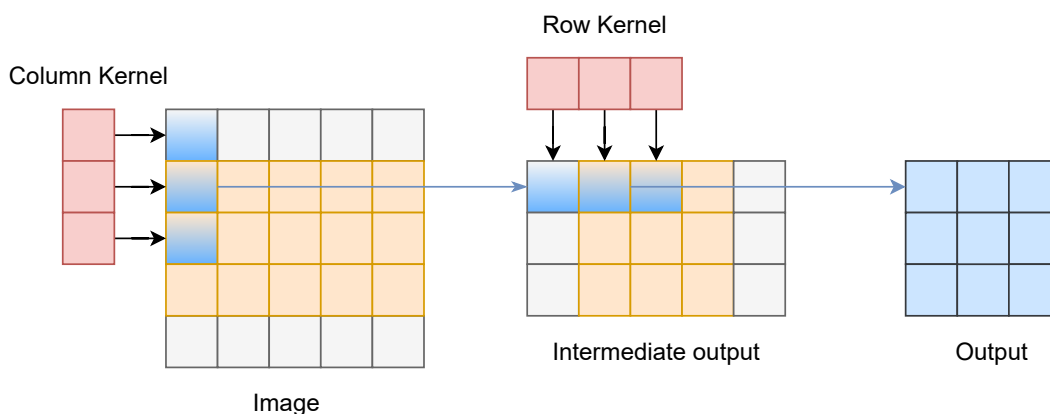 Row Kernel
Column Kernel
Intermediate output
Output
Image